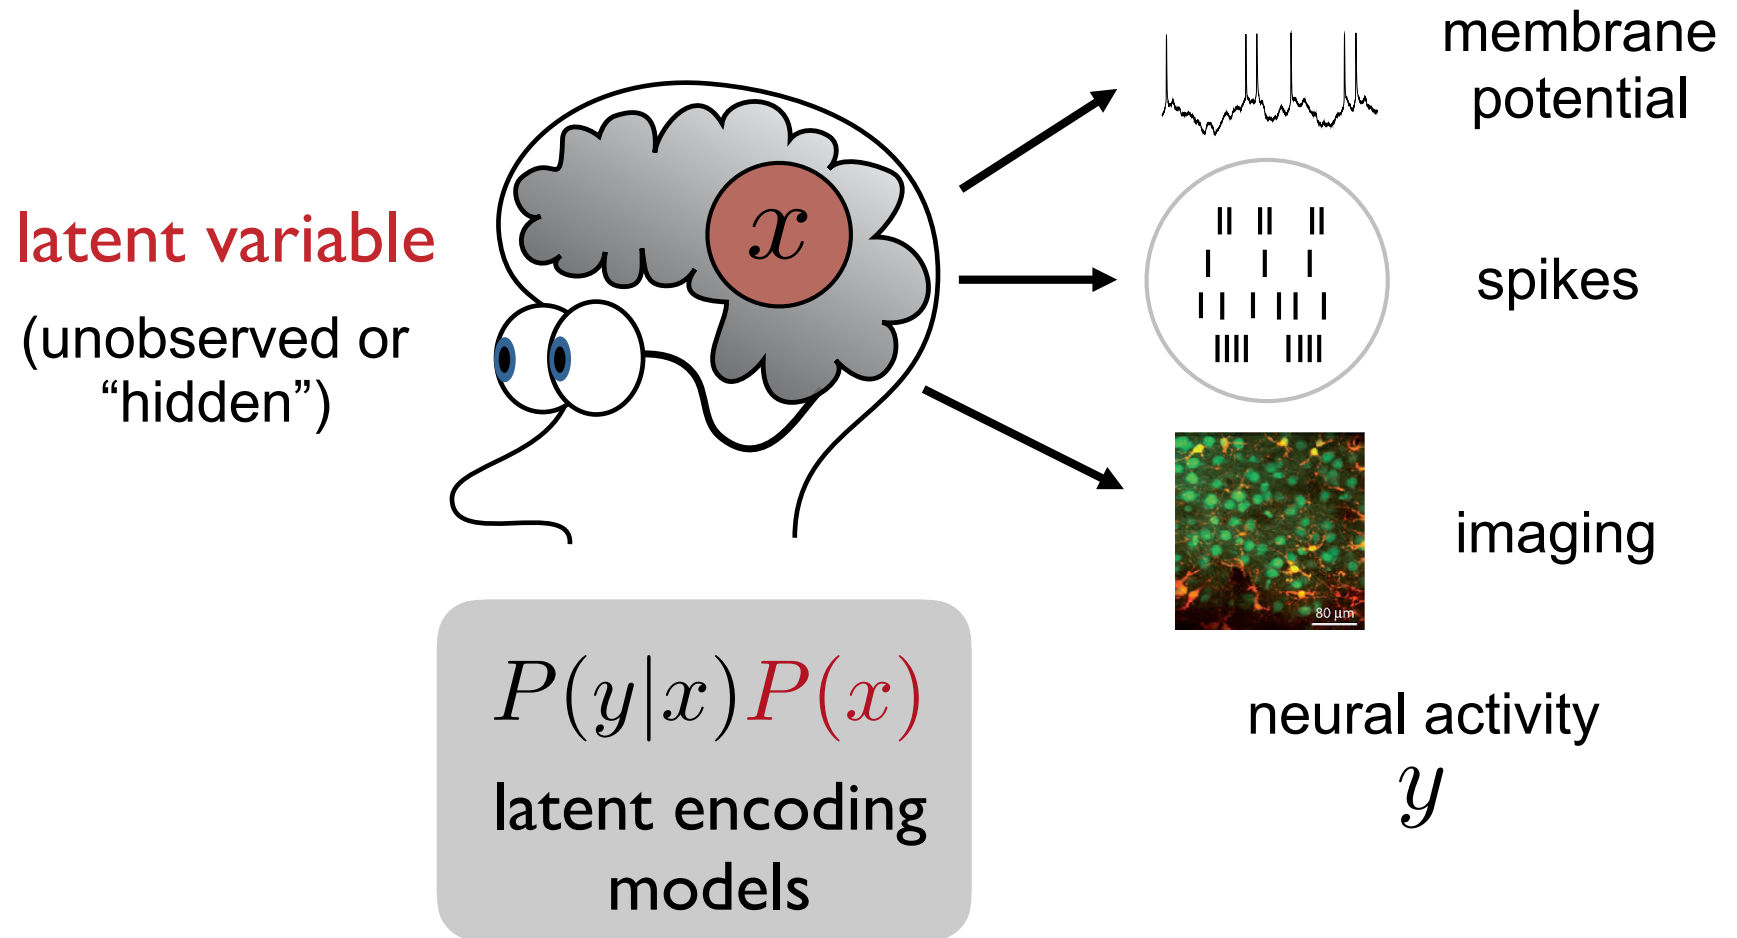 latent variable
(unobserved or
“hidden”)
x
membrane
potential
spikes
80 μm
imaging
neural activity
y
P(y|x)P(x)
latent encoding
models